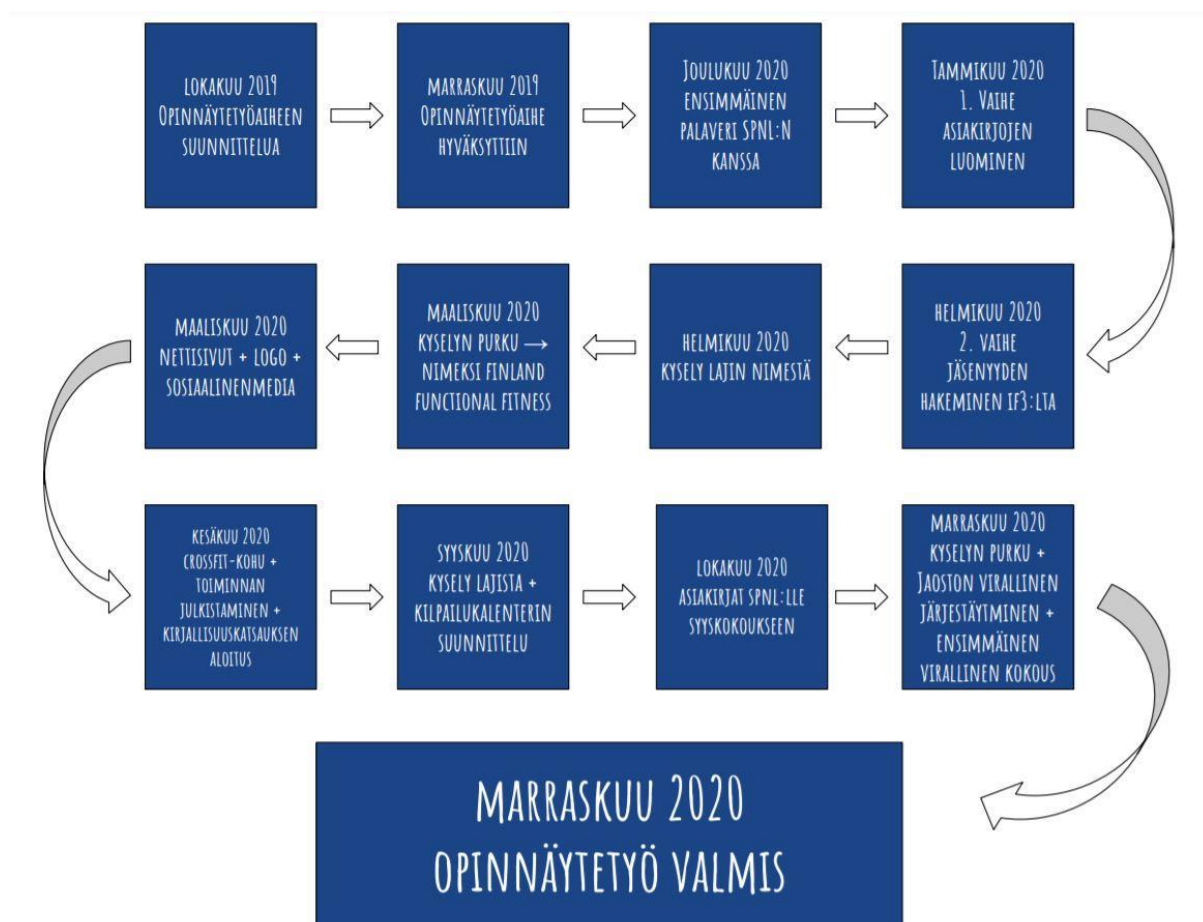 LOKAKUU 2019
OPINNÄYTETYÖAIHEEN
SUUNNITTELUA
MARRASKUU 2019
OPINNÄYTETYÖAIHE
HYVÄKSYTTIIN
JOULUKUU 2020
ENSIMMÄINEN
PALAVERI SPNL:N
KANSSA
TAMMIKUU 2020
1. VAIHE
ASIAKIRJOJEN
LUOMINEN
HELMIKUU 2020
2. VAIHE
JÄSENYYDEN
HAKEMINEN IF3:LTA
HELMIKUU 2020
KYSELY LAJIN NIMESTÄ
MAALISKUU 2020
KYSELYN PURKU →
NIMEKSI FINLAND
FUNCTIONAL FITNESS
MAALISKUU 2020
NETTISIVUT + LOGO +
SOSIAALINENMEDIA
KESÄKUU 2020
CROSSFIT-KOHU +
TOIMINNAN
JULKISTAMINEN +
KIRJALLISUUSKATSAUKSEN
ALOITUS
SYYSKUU 2020
KYSELY LAJISTA +
KILPAILUKALENTERIN
SUUNNITTELU
LOKAKUU 2020
ASIAKIRJAT SPNL:LLE
SYYSKOKOUKSEEN
MARRASKUU 2020
KYSELYN PURKU +
JAOSTON VIRALLINEN
JÄRJESTÄYTYMINEN +
ENSIMMÄINEN
VIRALLINEN KOKOUS
MARRASKUU 2020
OPINNÄYTETYÖ VALMIS